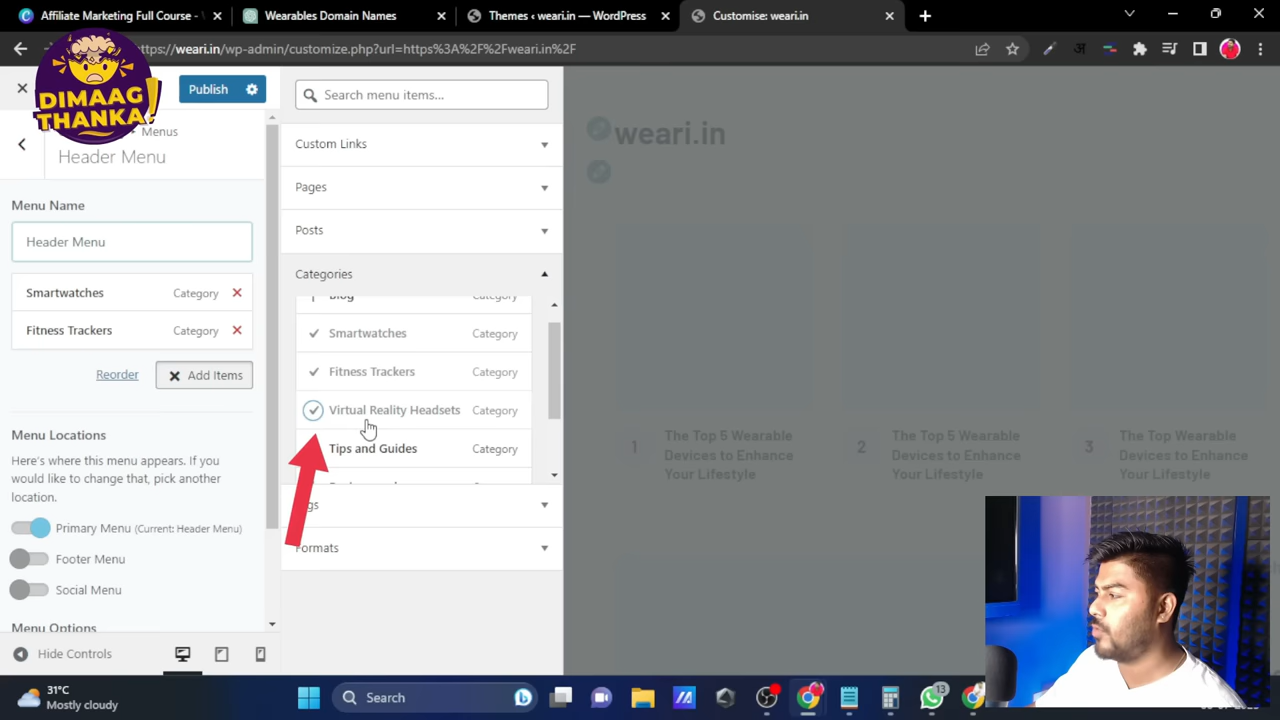 Affiliate Marketing Full Course -
Wearables Domain Names
Themes ‹ weari.in — WordPress
Customise: weari.in
https://weari.in/wp-admin/customize.php?url=https%3A%2F%2Fweari.in%2F
DIMAAG
THANKA!
Publish
Menus
Header Menu
Menu Name
Header Menu
Smartwatches Category
Fitness Trackers Category
Reorder
Add Items
Menu Locations
Here's where this menu appears. If you
would like to change that, pick another
location.
Primary Menu (Current: Header Menu)
Footer Menu
Social Menu
Menu Options
Hide Controls
Search menu items...
Custom Links
Pages
Posts
Categories
Blog Category
Smartwatches Category
Fitness Trackers Category
Virtual Reality Headsets Category
Tips and Guides Category
Formats
weari.in
1
The Top 5 Wearable
Devices to Enhance
Your Lifestyle
2
The Top 5 Wearable
Devices to Enhance
Your Lifestyle
3
The Top Wearable
Devices to Enhance
Your Lifestyle
31°C
Mostly cloudy
Search
13